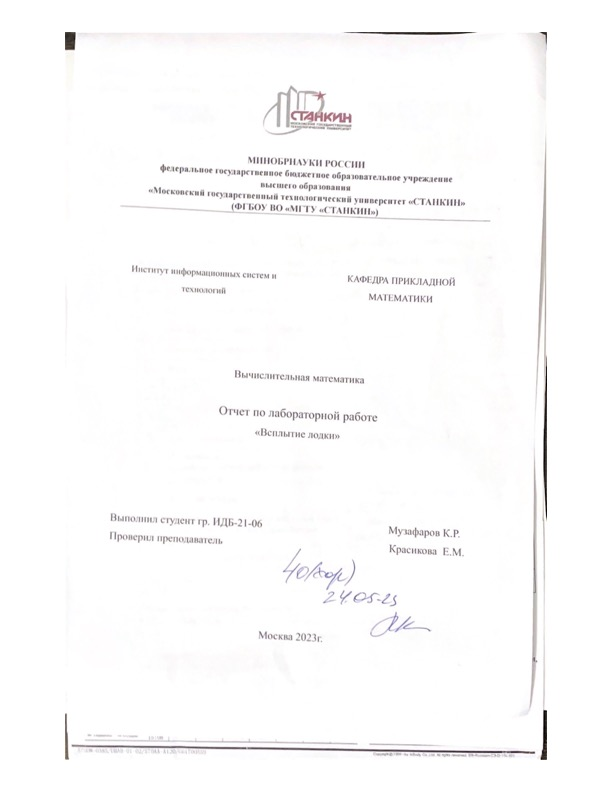 СТАНКИН
МОСКОВСКИЙ ГОСУДАРСТВЕННЫЙ
ТЕХНОЛОГИЧЕСКИЙ УНИВЕРСИТЕТ
МИНОБРНАУКИ РОССИИ
федеральное государственное бюджетное образовательное учреждение
высшего образования
«Московский государственный технологический университет «СТАНКИН»
(ФГБОУ ВО «МГТУ «СТАНКИН»)
Институт информационных систем и
технологий
КАФЕДРА ПРИКЛАДНОЙ
МАТЕМАТИКИ
Вычислительная математика
Отчет по лабораторной работе
«Всплытие лодки»
Выполнил студент гр. ИДБ-21-06 Музафаров К.Р.
Проверил преподаватель Красикова Е.М.
40(хор)
24.05.23
Москва 2023г.